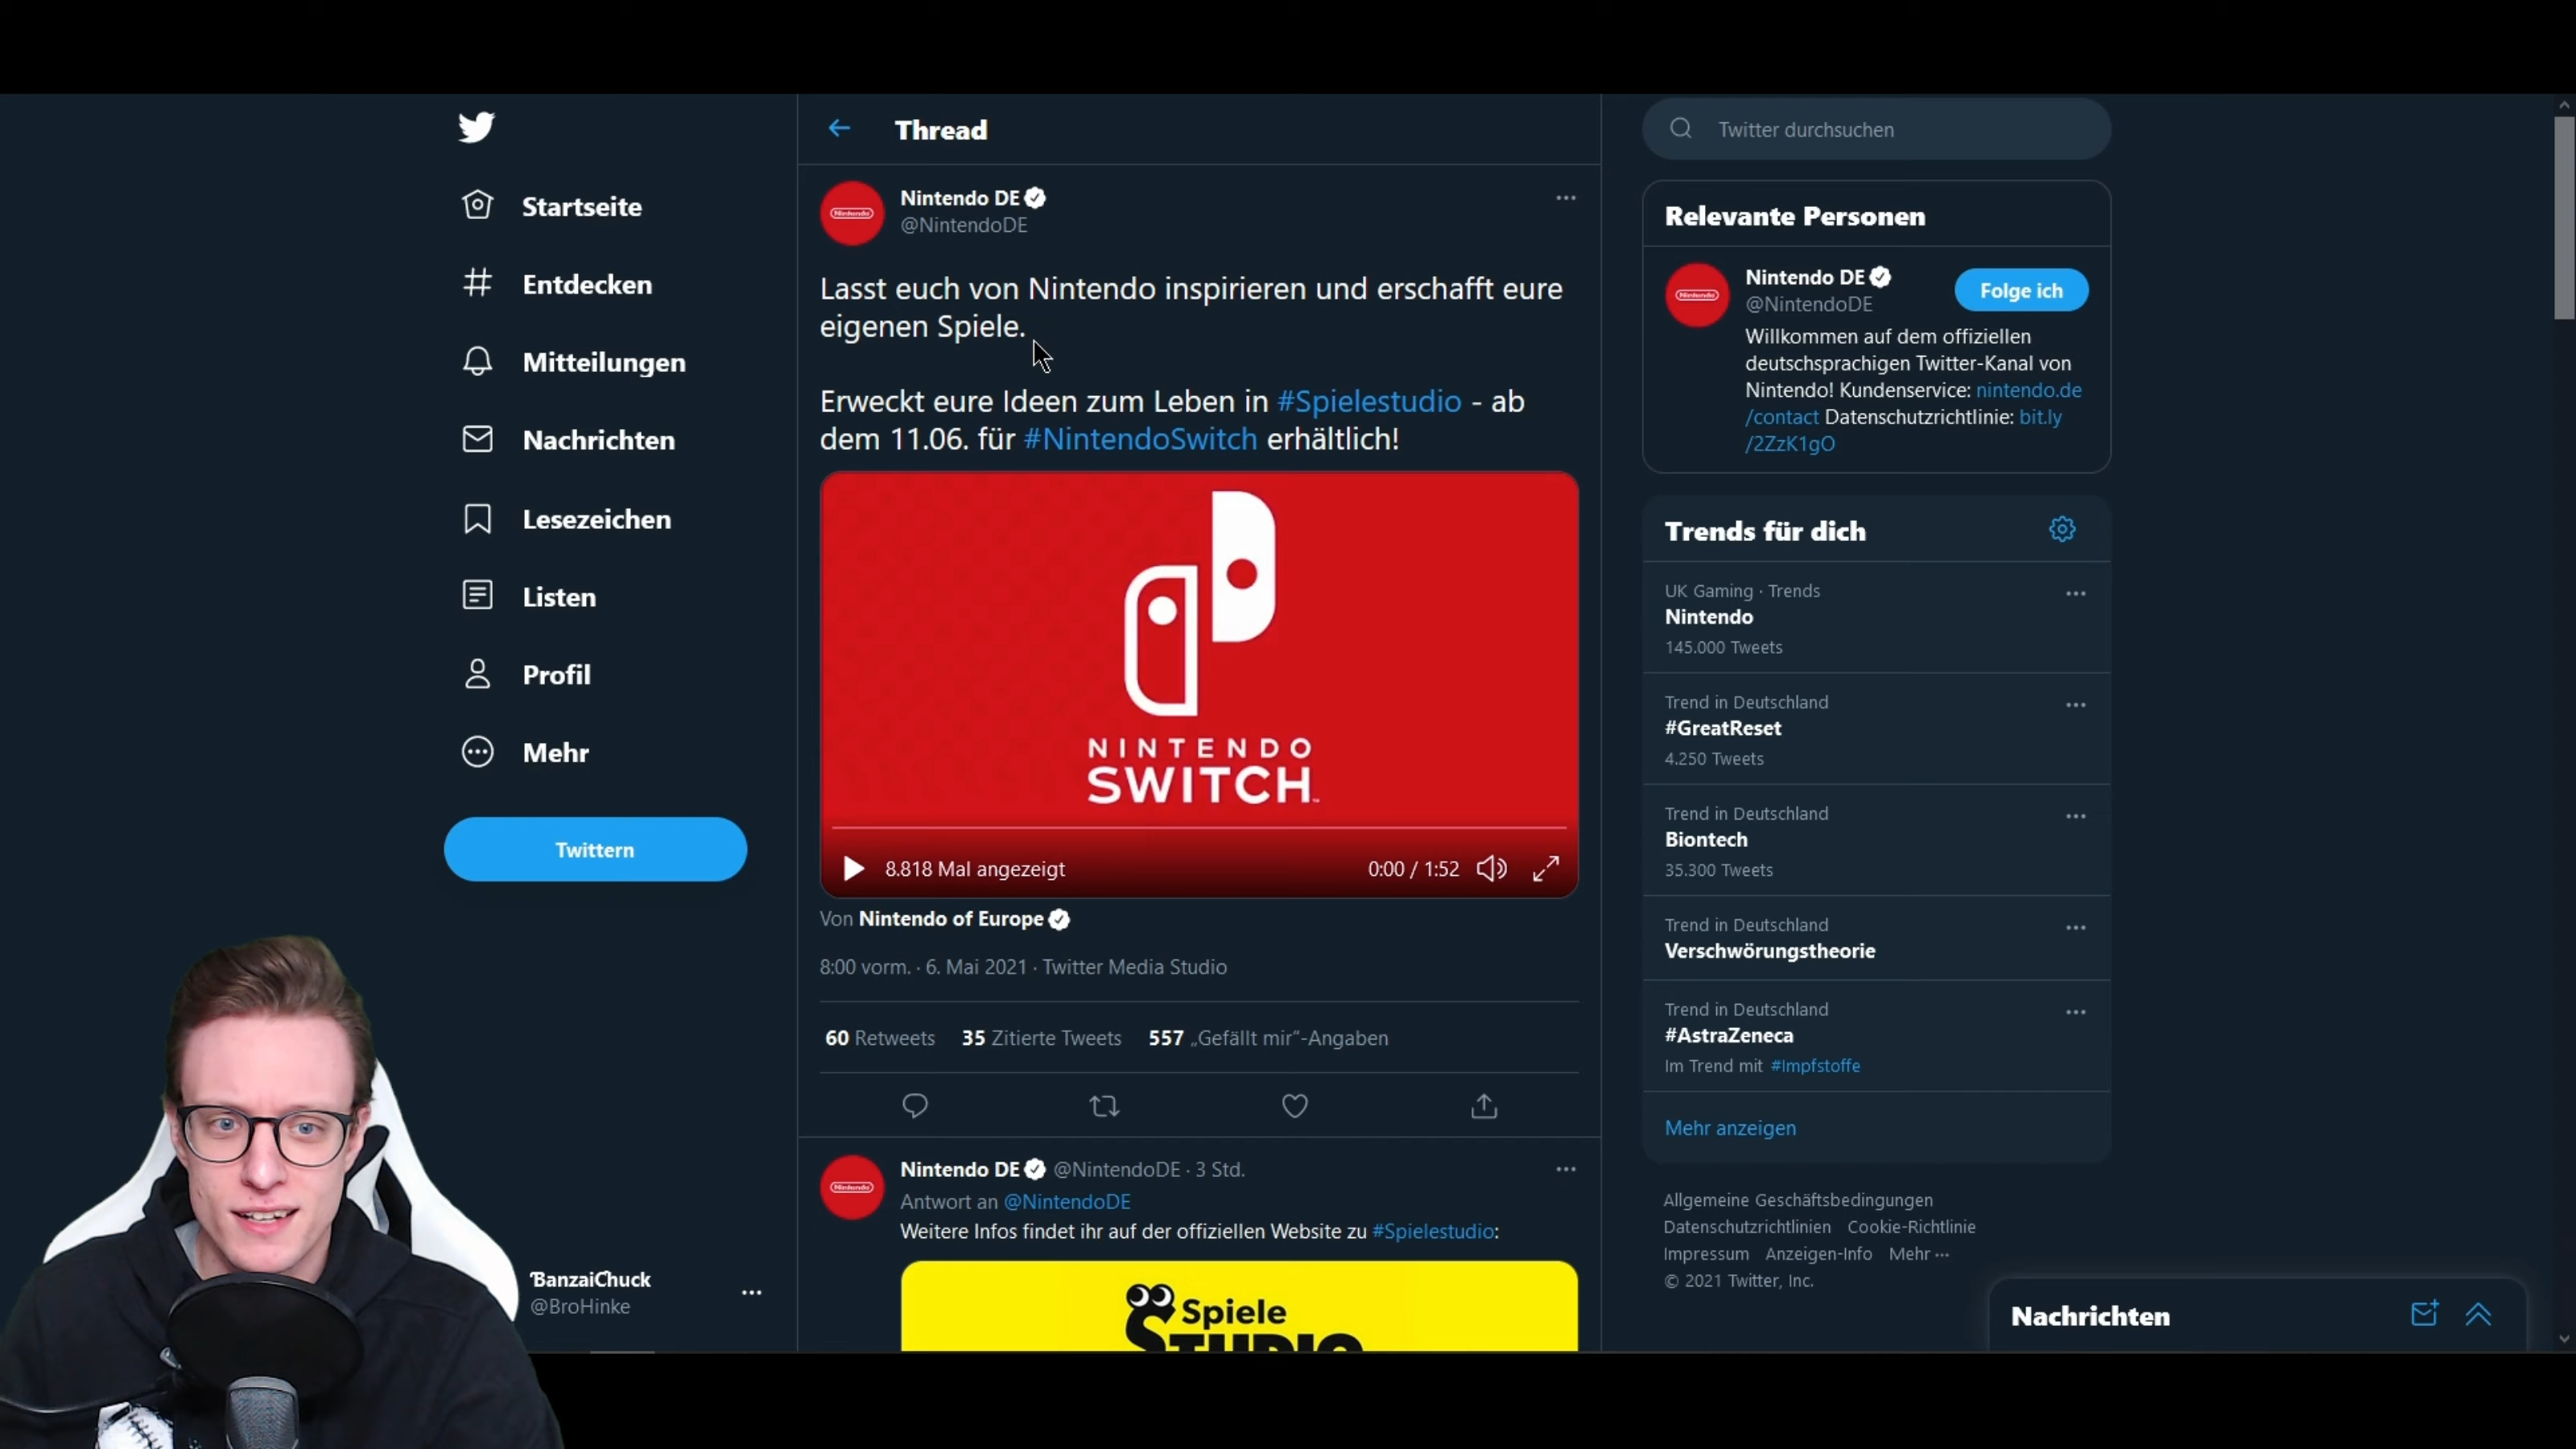 Startseite
Entdecken
Mitteilungen
Nachrichten
Lesezeichen
Listen
Profil
Mehr
Twittern
BanzaiChuck
@BroHinke
Thread
Nintendo
Nintendo DE
@NintendoDE
Lasst euch von Nintendo inspirieren und erschafft eure
eigenen Spiele.
Erweckt eure Ideen zum Leben in #Spielestudio - ab
dem 11.06. für #NintendoSwitch erhältlich!
NINTENDO
SWITCH
8.818 Mal angezeigt
0:00 / 1:52
Von Nintendo of Europe
8:00 vorm. · 6. Mai 2021 · Twitter Media Studio
60 Retweets 35 Zitierte Tweets 557 „Gefällt mir“-Angaben
Nintendo
Nintendo DE @NintendoDE · 3 Std.
Antwort an @NintendoDE
Weitere Infos findet ihr auf der offiziellen Website zu #Spielestudio:
Spiele
STUDIO
Twitter durchsuchen
Relevante Personen
Nintendo
Nintendo DE
@NintendoDE
Folge ich
Willkommen auf dem offiziellen
deutschsprachigen Twitter-Kanal von
Nintendo! Kundenservice: nintendo.de
/contact Datenschutzrichtlinie: bit.ly
/2ZzK1gO
Trends für dich
UK Gaming · Trends
Nintendo
145.000 Tweets
Trend in Deutschland
#GreatReset
4.250 Tweets
Trend in Deutschland
Biontech
35.300 Tweets
Trend in Deutschland
Verschwörungstheorie
Trend in Deutschland
#AstraZeneca
Im Trend mit #Impfstoffe
Mehr anzeigen
Allgemeine Geschäftsbedingungen
Datenschutzrichtlinien Cookie-Richtlinie
Impressum Anzeigen-Info Mehr ···
© 2021 Twitter, Inc.
Nachrichten